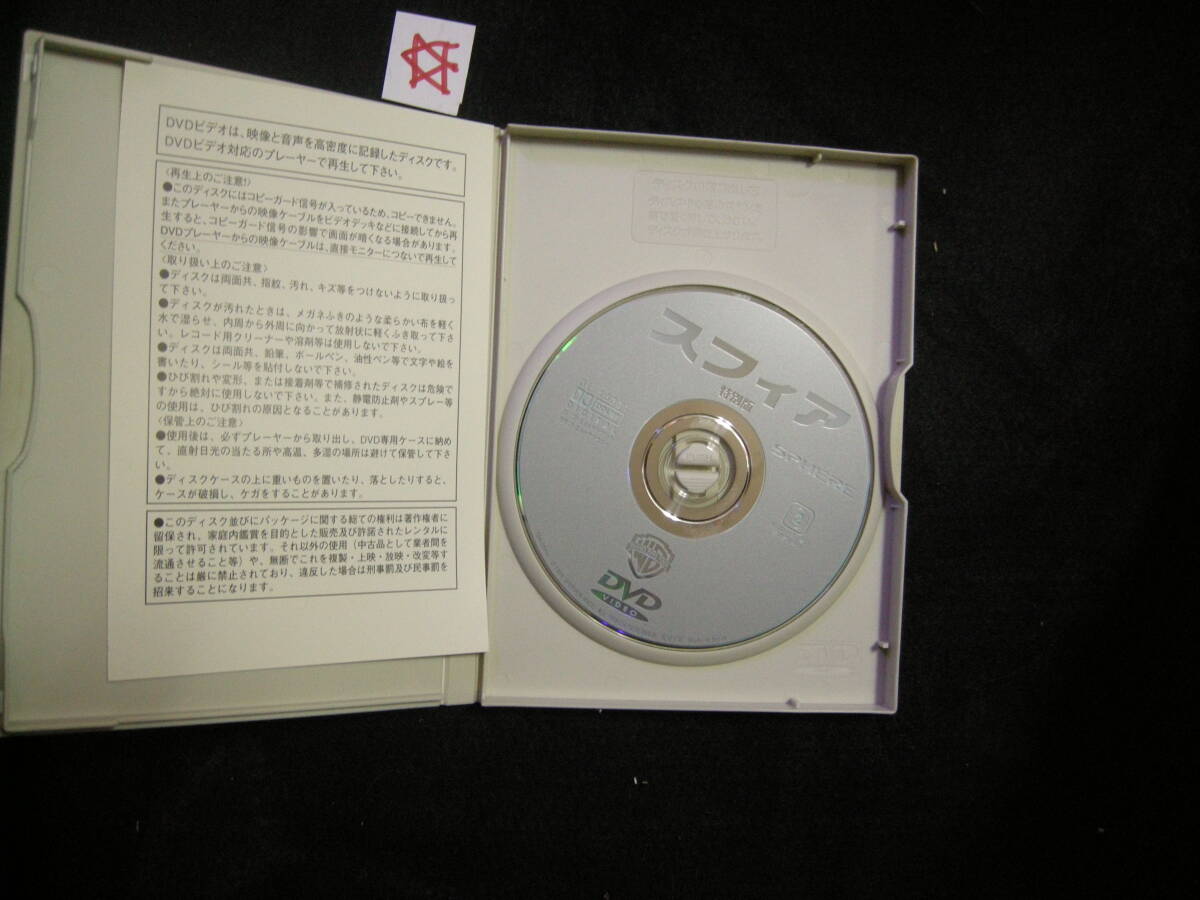 DVDビデオは、映像と音声を高密度に記録したディスクです。
DVDビデオ対応のプレーヤーで再生して下さい。
〈再生上のご注意!〉
●このディスクにはコピーガード信号が入っているため、コピーできません。
またプレーヤーからの映像ケーブルをビデオデッキなどに接続してから再
生すると、コピーガード信号の影響で画面が暗くなる場合があります。
DVDプレーヤーからの映像ケーブルは、直接モニターにつないで再生して
ください。
〈取り扱い上のご注意〉
●ディスクは両面共、指紋、汚れ、キズ等をつけないように取り扱っ
て下さい。
●ディスクが汚れたときは、メガネふきのような柔らかい布を軽く
水で湿らせ、内周から外周に向かって放射状に軽くふき取って下さ
い。レコード用クリーナーや溶剤等は使用しないで下さい。
●ディスクは両面共、鉛筆、ボールペン、油性ペン等で文字や絵を
書いたり、シール等を貼付しないで下さい。
●ひび割れや変形、または接着剤等で補修されたディスクは危険で
すから絶対に使用しないで下さい。また、静電防止剤やスプレー等
の使用は、ひび割れの原因となることがあります。
〈保管上のご注意〉
●使用後は、必ずプレーヤーから取り出し、DVD専用ケースに納め
て、直射日光の当たる所や高温、多湿の場所は避けて保管して下さ
い。
●ディスクケースの上に重いものを置いたり、落としたりすると、
ケースが破損し、ケガをすることがあります。
●このディスク並びにパッケージに関する総ての権利は著作権者に
留保され、家庭内鑑賞を目的とした販売及び許諾されたレンタルに
限って許可されています。それ以外の使用（中古品として業者間を
流通させること等）や、無断でこれを複製・上映・放映・改変等す
ることは厳に禁止されており、違反した場合は刑事罰及び民事罰を
招来することになります。
スフィア
特別版
SPHERE
2
DVD
VIDEO